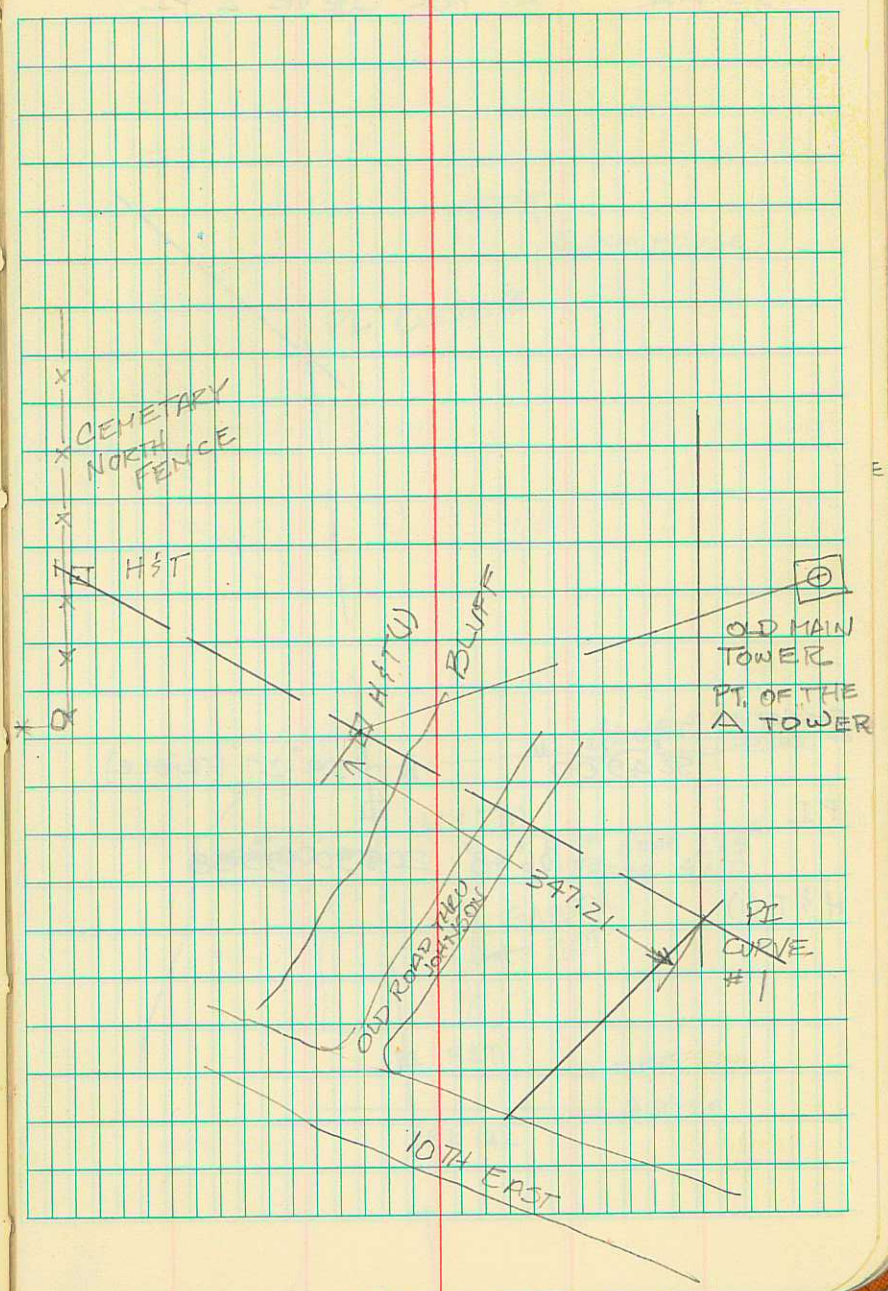 CEMETARY
NORTH
FENCE
H&T
H&T(1)
BLUFF
E
OLD MAIN
TOWER
PT. OF THE
A TOWER
347.21
PI
CURVE
# 1
OLD ROAD THRU
JOHNSON
10TH EAST